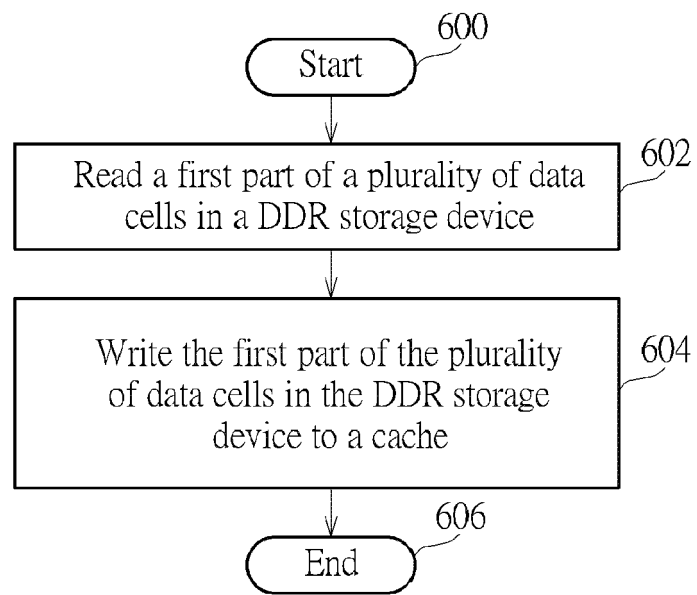 600
Start
602
Read a first part of a plurality of data
cells in a DDR storage device
604
Write the first part of the plurality
of data cells in the DDR storage
device to a cache
606
End